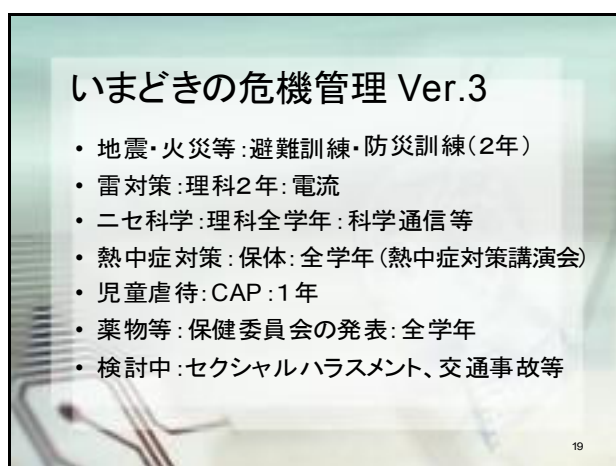 いまどきの危機管理 Ver.3
• 地震・火災等:避難訓練・防災訓練(2年)
• 雷対策:理科2年:電流
• ニセ科学:理科全学年:科学通信等
• 熱中症対策:保体:全学年(熱中症対策講演会)
• 児童虐待:CAP:1年
• 薬物等:保健委員会の発表:全学年
• 検討中:セクシャルハラスメント、交通事故等
19